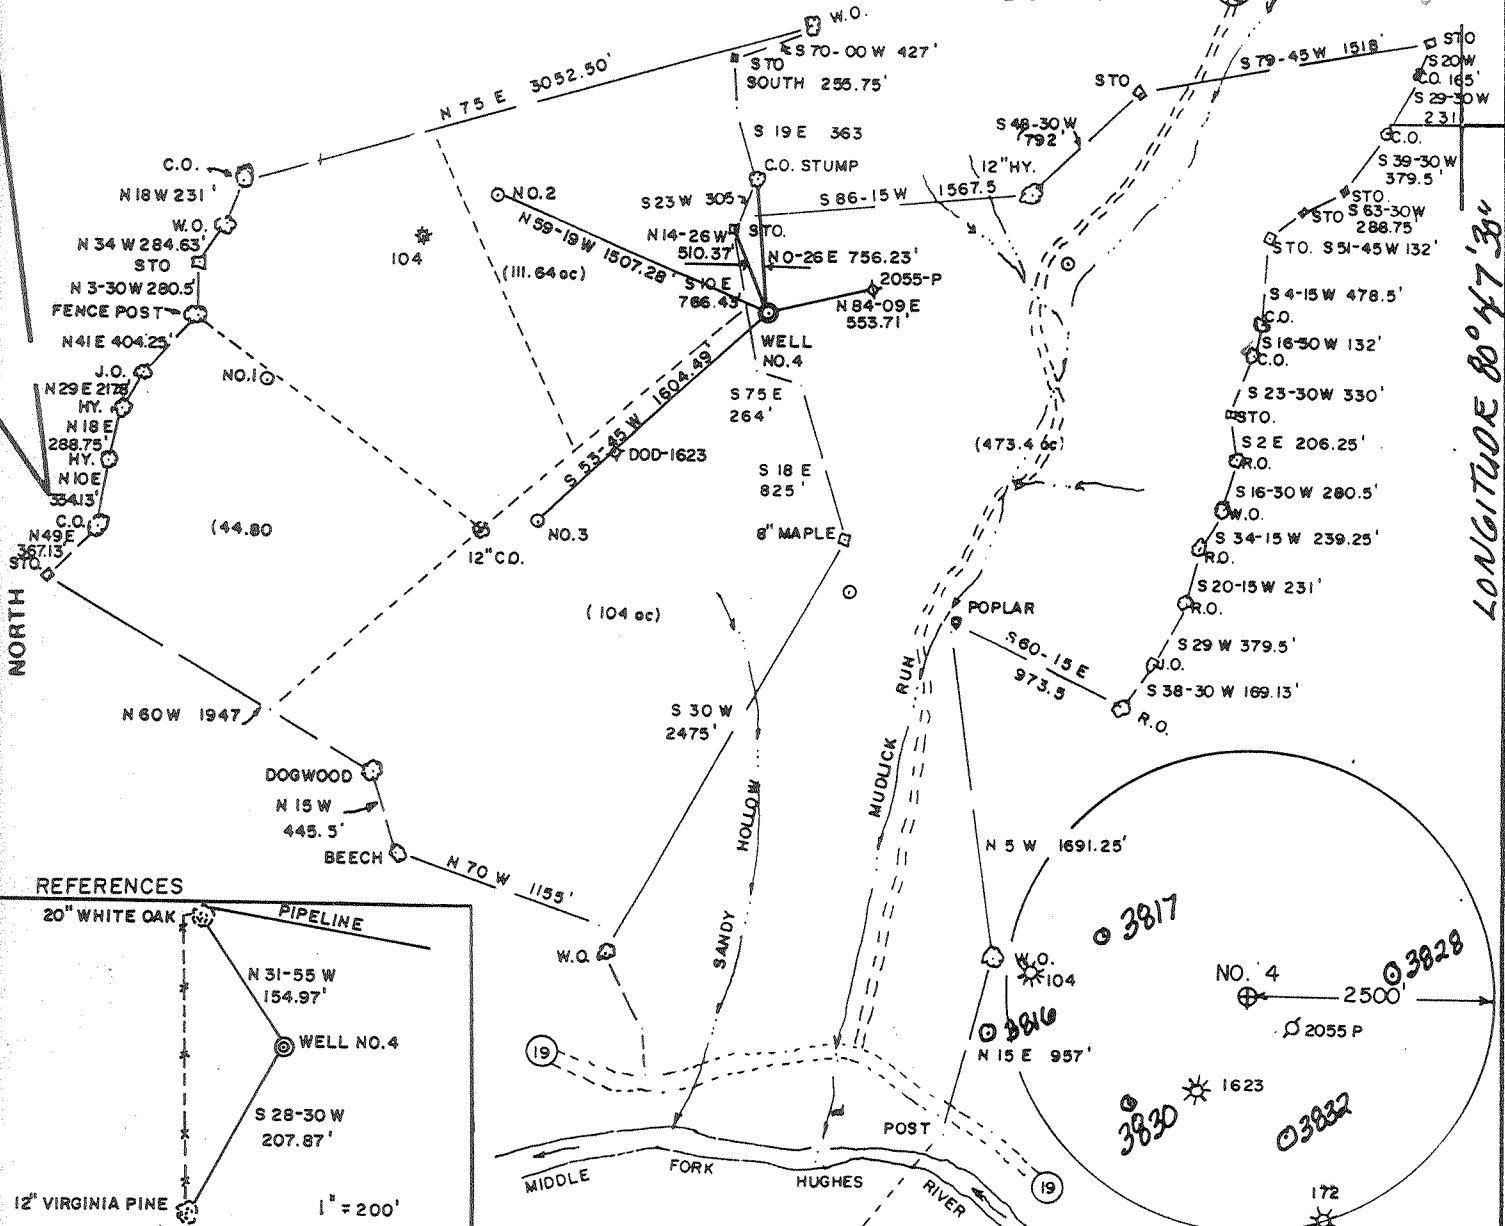 W.O.
S 70-00 W 427'
STO
SOUTH 255.75'
N 75 E 3052.50'
S 79-45 W 1518'
STO
STO
S 20 W
C.O. 165'
S 29-30 W
231
C.O.
S 48-30 W
792'
12" HY.
S 19 E 363
C.O. STUMP
S 86-15 W 1567.5
S 39-30 W
379.5'
STO.
STO S 63-30 W
288.75'
STO. S 51-45 W 132'
C.O.
N 18 W 231'
W.O.
N 34 W 284.63'
STO
N 3-30 W 280.5'
FENCE POST
N 41 E 404.25'
J.O.
N 29 E 2178'
HY.
N 18 E
288.75'
HY.
N 10 E
334.13'
C.O.
N 49 E
367.13'
STO.
NORTH
NO.2
N 59-19 W 1507.28'
104
(111.64 ac)
S 23 W 305
STO.
N 14-26 W
510.37'
N 0-26 E 756.23'
S 10 E
766.43'
2055-P
N 84-09 E
553.71'
WELL
NO. 4
NO.1
S 53-45 W 1604.49'
DOD-1623
NO.3
12" C.O.
(44.80
S 75 E
264'
S 18 E
825'
8" MAPLE
(473.4 ac)
(104 ac)
S 4-15 W 478.5'
C.O.
S 16-30 W 132'
C.O.
S 23-30 W 330'
STO.
S 2 E 206.25'
R.O.
S 16-30 W 280.5'
W.O.
S 34-15 W 239.25'
R.O.
S 20-15 W 231'
R.O.
S 29 W 379.5'
J.O.
S 38-30 W 169.13'
R.O.
LONGITUDE 80° 47' 30"
POPLAR
S 60-15 E
973.5
N 60 W 1947
DOGWOOD
N 15 W
445.5'
BEECH
N 70 W 1155'
W.O.
S 30 W
2475'
SANDY HOLLOW
MUDLICK RUN
N 5 W 1691.25'
W.O.
104
3816
N 15 E 957'
POST
19
19
MIDDLE FORK HUGHES RIVER
3817
3828
NO. 4
2500'
2055 P
1623
3830
3832
172
REFERENCES
20" WHITE OAK
PIPELINE
N 31-55 W
154.97'
WELL NO.4
S 28-30 W
207.87'
12" VIRGINIA PINE
1" = 200'